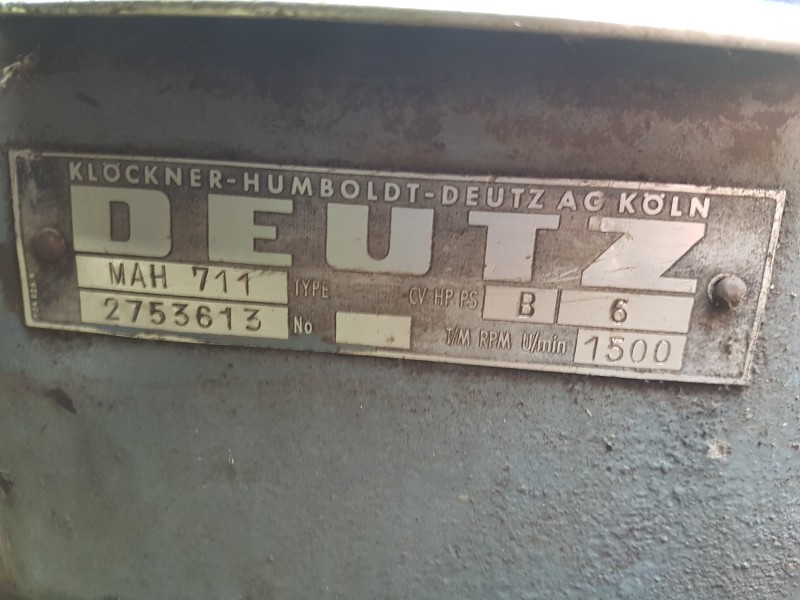 KLÖCKNER-HUMBOLDT-DEUTZ AG KÖLN
DEUTZ
MAH 711 TYPE CV HP PS B 6
2753613 No T/M RPM U/min 1500